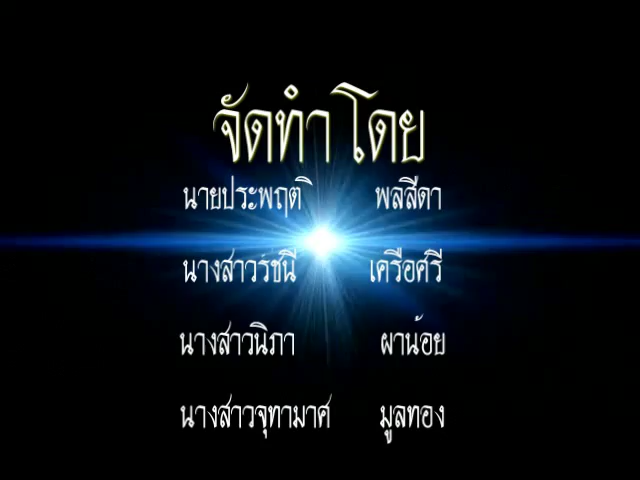 จัดทำโดย
นายประพฤติ พลสีดา
นางสาวรัชนี เครือศรี
นางสาวนิภา ผาน้อย
นางสาวจุฑามาศ มูลทอง